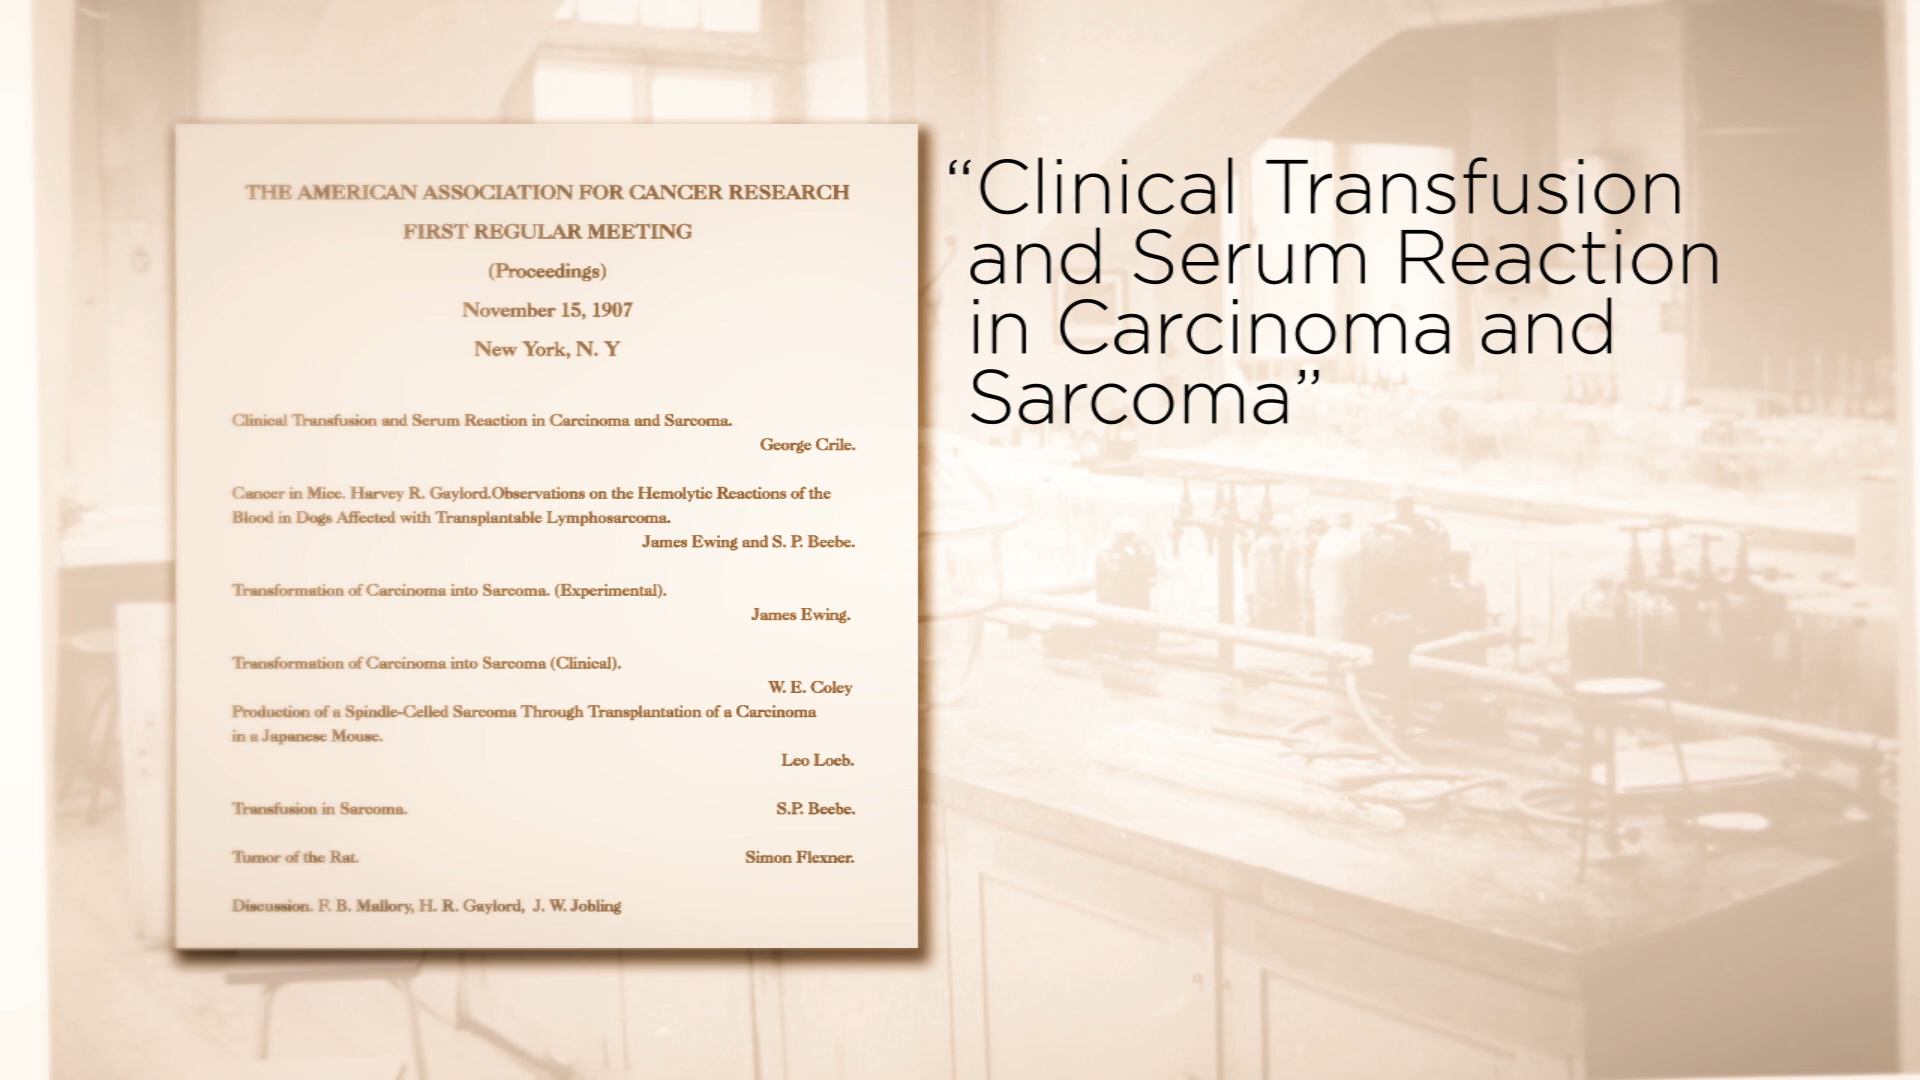 THE AMERICAN ASSOCIATION FOR CANCER RESEARCH
FIRST REGULAR MEETING
(Proceedings)
November 15, 1907
New York, N. Y
Clinical Transfusion and Serum Reaction in Carcinoma and Sarcoma.
George Crile.
Cancer in Mice. Harvey R. Gaylord.Observations on the Hemolytic Reactions of the
Blood in Dogs Affected with Transplantable Lymphosarcoma.
James Ewing and S. P. Beebe.
Transformation of Carcinoma into Sarcoma. (Experimental).
James Ewing.
Transformation of Carcinoma into Sarcoma (Clinical).
W. E. Coley
Production of a Spindle-Celled Sarcoma Through Transplantation of a Carcinoma
in a Japanese Mouse.
Leo Loeb.
Transfusion in Sarcoma. S.P. Beebe.
Tumor of the Rat. Simon Flexner.
Discussion. F. B. Mallory, H. R. Gaylord, J. W. Jobling
“Clinical Transfusion
and Serum Reaction
in Carcinoma and
Sarcoma”